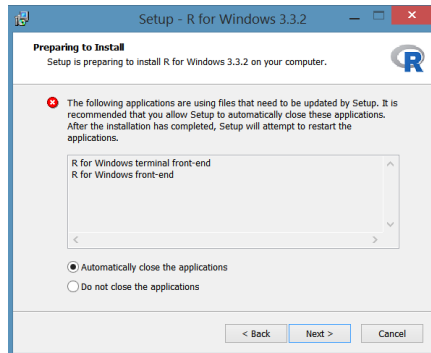 Setup - R for Windows 3.3.2
Preparing to Install
Setup is preparing to install R for Windows 3.3.2 on your computer.
R
The following applications are using files that need to be updated by Setup. It is
recommended that you allow Setup to automatically close these applications.
After the installation has completed, Setup will attempt to restart the
applications.
R for Windows terminal front-end
R for Windows front-end
Automatically close the applications
Do not close the applications
< Back Next > Cancel